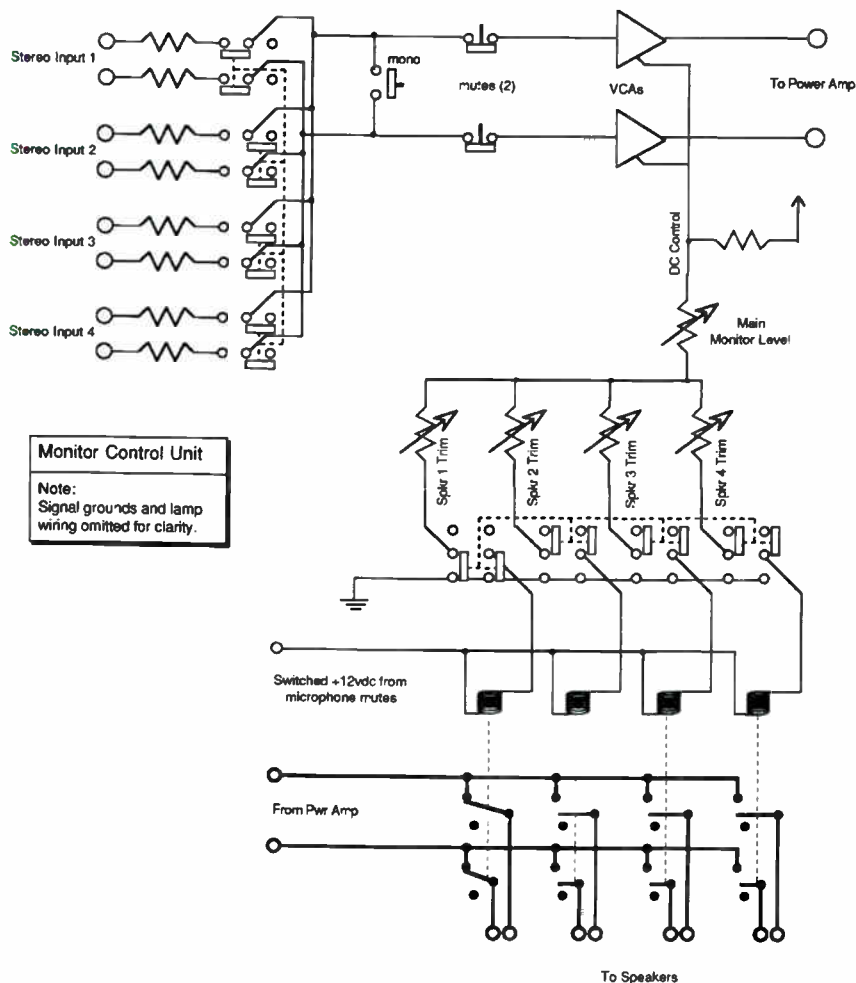 Stereo Input 1
mono
mutes (2)
VCAs
To Power Amp
Stereo Input 2
Stereo Input 3
DC Control
Stereo Input 4
Main
Monitor Level
Monitor Control Unit
Note:
Signal grounds and lamp
wiring omitted for clarity.
Spkr 1 Trim
Spkr 2 Trim
Spkr 3 Trim
Spkr 4 Trim
Switched +12vdc from
microphone mutes
From Pwr Amp
To Speakers